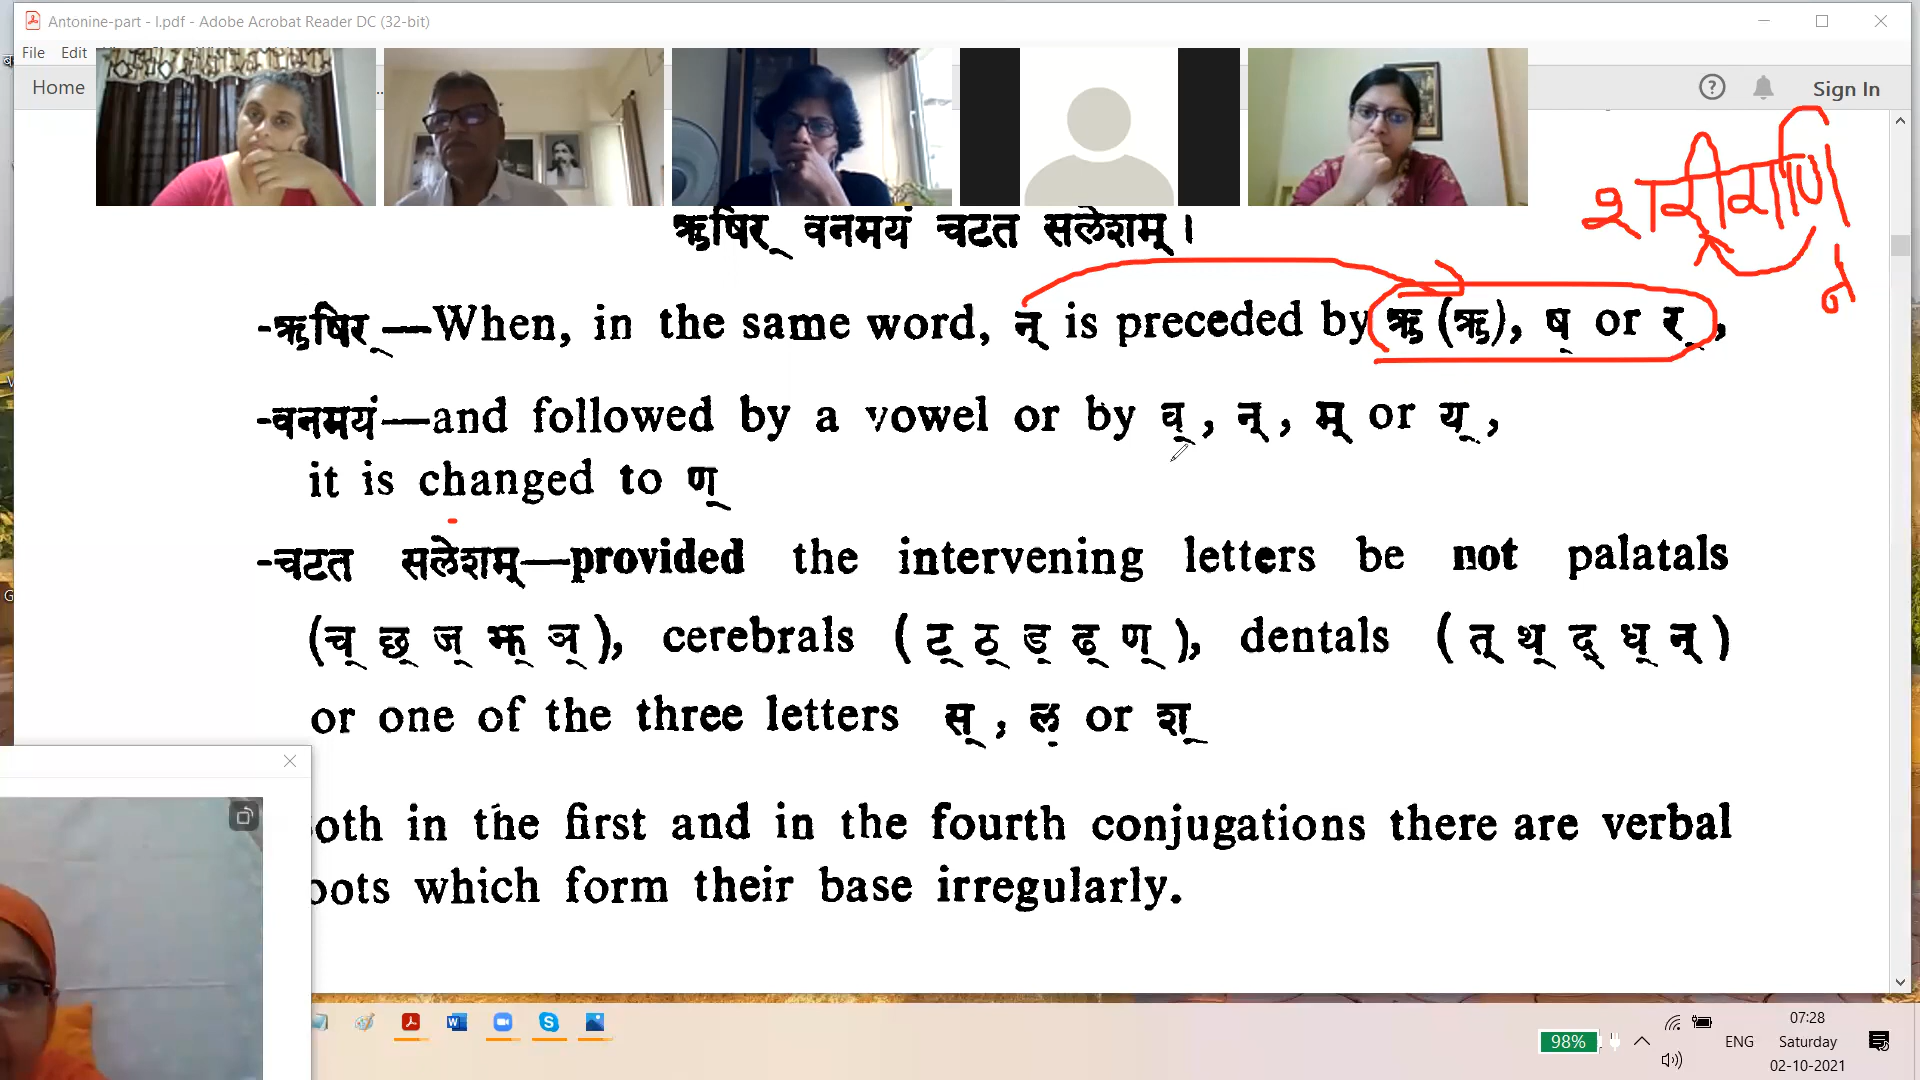 Antonine-part - I.pdf - Adobe Acrobat Reader DC (32-bit)
File Edit
Home
Sign In
शरीराणि
न्
ऋषिर् वनमयं चटत सलेशम्।
-ऋषिर्—When, in the same word, न् is preceded by ऋ (ॠ), ष् or र्,
-वनमयं—and followed by a vowel or by व्, न्, म् or य्,
it is changed to ण्
-चटत सलेशम्—provided the intervening letters be not palatals
(च् छ् ज् झ् ञ्), cerebrals (ट् ठ् ड् ढ् ण्), dentals (त् थ् द् ध् न्)
or one of the three letters स्, ल् or श्
oth in the first and in the fourth conjugations there are verbal
oots which form their base irregularly.
98%
ENG
07:28
Saturday
02-10-2021